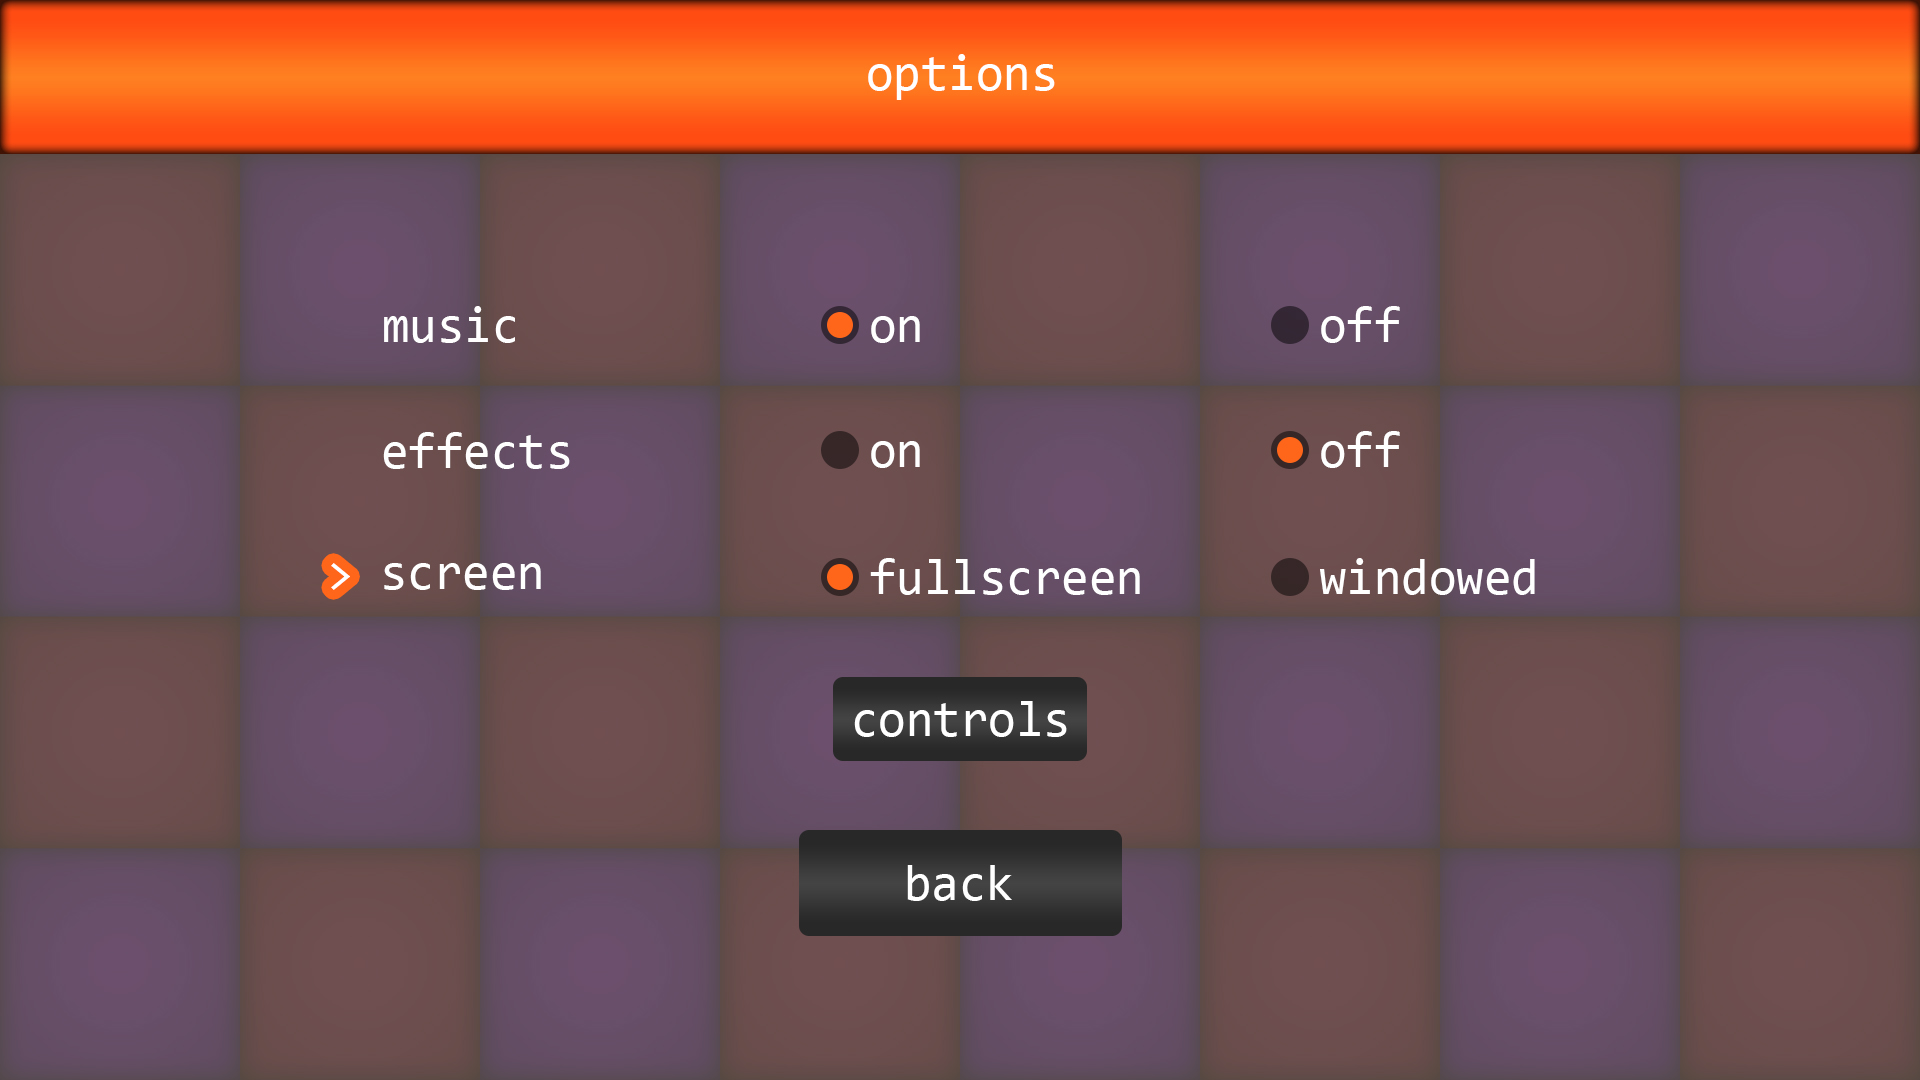 options
music on off
effects on off
screen fullscreen windowed
controls
back